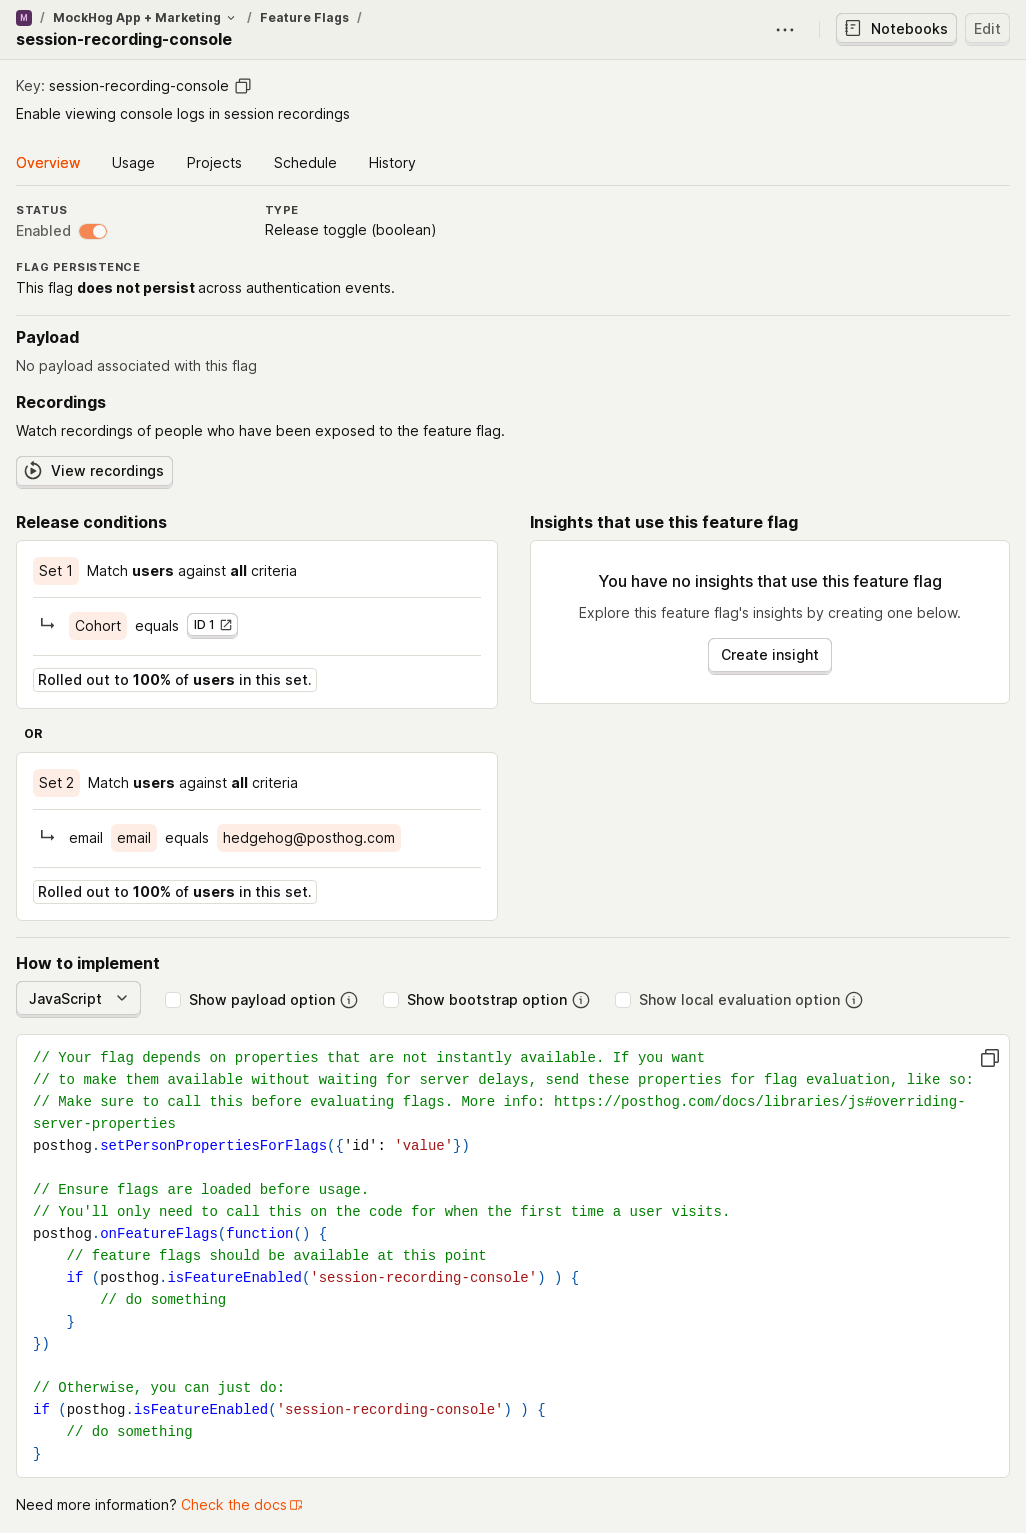 M / MockHog App + Marketing / Feature Flags /
session-recording-console
Notebooks
Edit
Key: session-recording-console
Enable viewing console logs in session recordings
Overview Usage Projects Schedule History
STATUS
Enabled
TYPE
Release toggle (boolean)
FLAG PERSISTENCE
This flag does not persist across authentication events.
Payload
No payload associated with this flag
Recordings
Watch recordings of people who have been exposed to the feature flag.
View recordings
Release conditions
Set 1 Match users against all criteria
Cohort equals ID 1
Rolled out to 100% of users in this set.
OR
Set 2 Match users against all criteria
email email equals hedgehog@posthog.com
Rolled out to 100% of users in this set.
Insights that use this feature flag
You have no insights that use this feature flag
Explore this feature flag's insights by creating one below.
Create insight
How to implement
JavaScript Show payload option Show bootstrap option Show local evaluation option
// Your flag depends on properties that are not instantly available. If you want
// to make them available without waiting for server delays, send these properties for flag evaluation, like so:
// Make sure to call this before evaluating flags. More info: https://posthog.com/docs/libraries/js#overriding-
server-properties
posthog.setPersonPropertiesForFlags({'id': 'value'})
// Ensure flags are loaded before usage.
// You'll only need to call this on the code for when the first time a user visits.
posthog.onFeatureFlags(function() {
    // feature flags should be available at this point
    if (posthog.isFeatureEnabled('session-recording-console') ) {
        // do something
    }
})
// Otherwise, you can just do:
if (posthog.isFeatureEnabled('session-recording-console') ) {
    // do something
}
Need more information? Check the docs